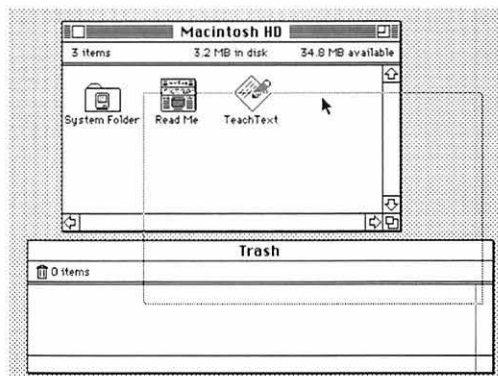 Macintosh HD
3 items 3.2 MB in disk 34.8 MB available
System Folder Read Me TeachText
Trash
0 items